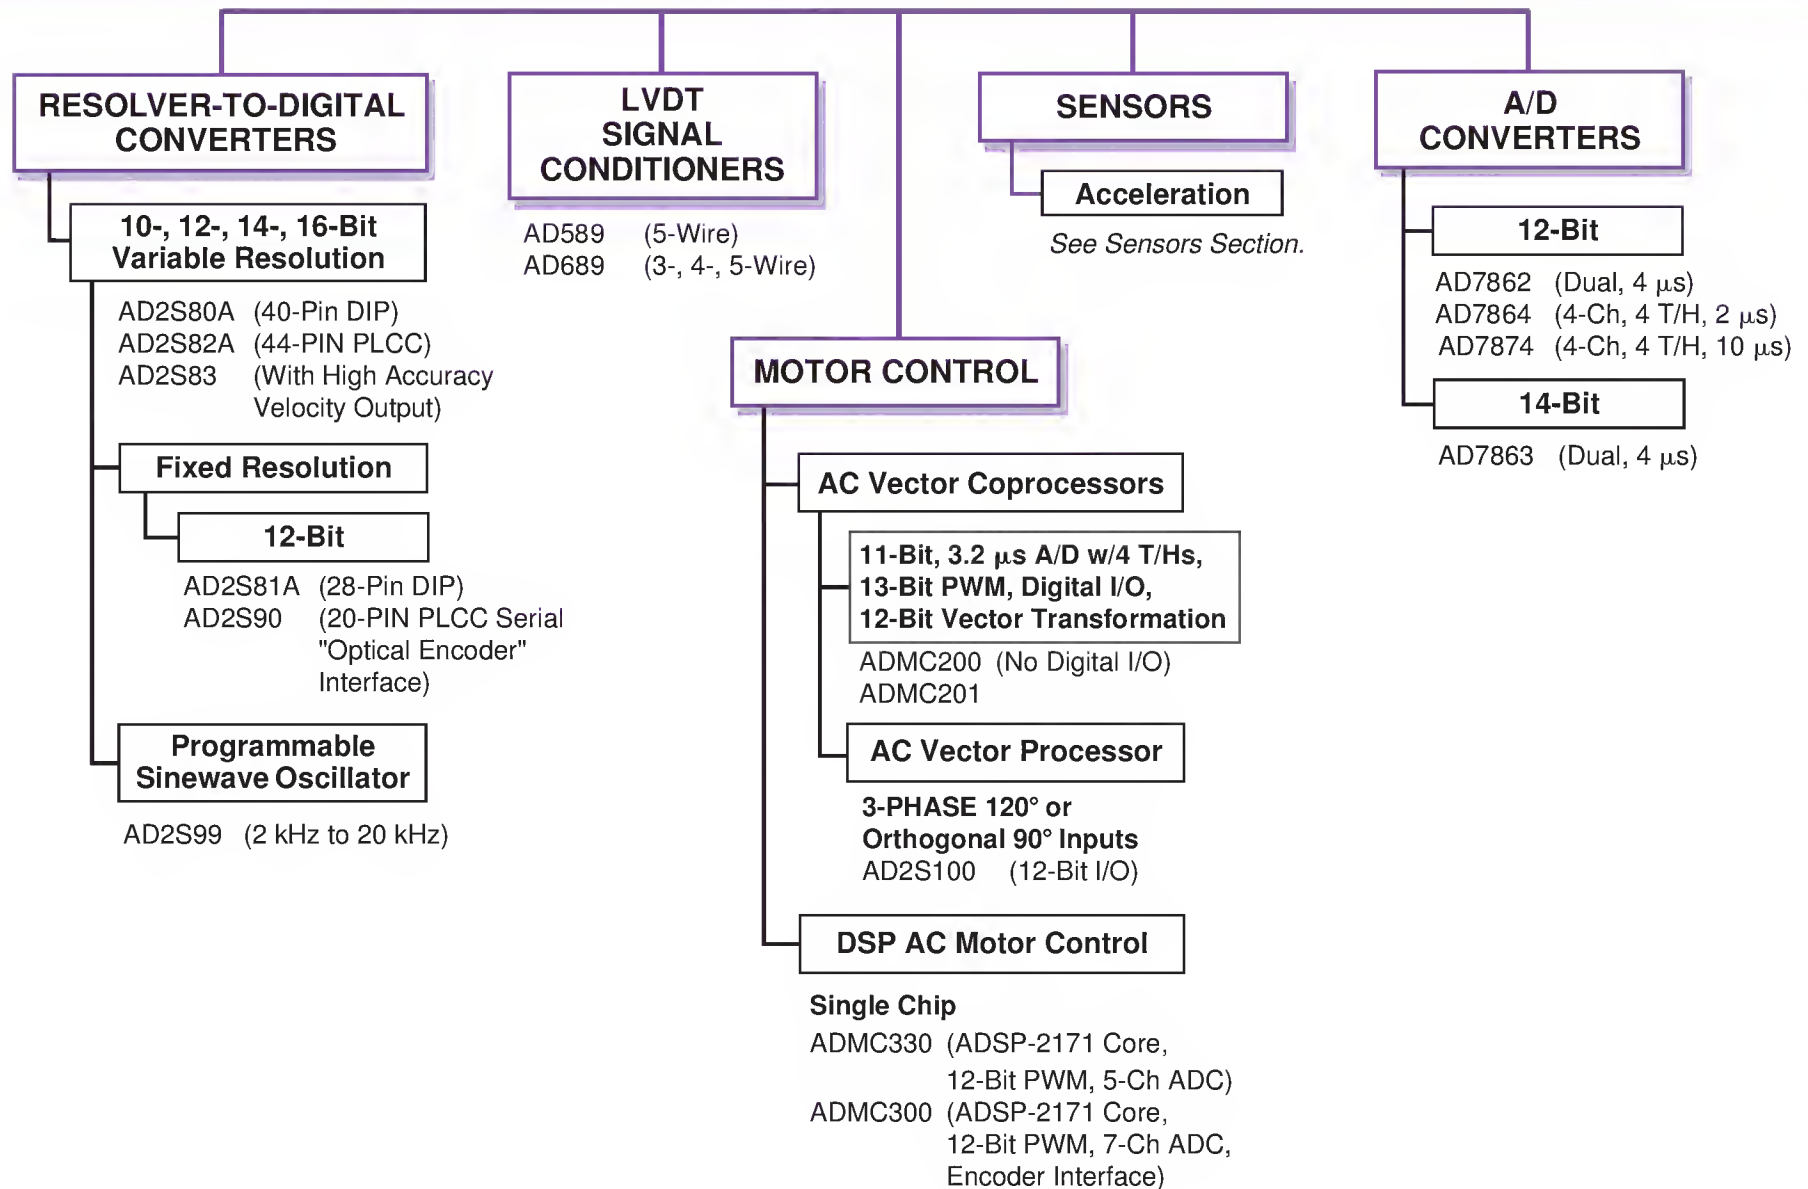 RESOLVER-TO-DIGITAL
CONVERTERS
10-, 12-, 14-, 16-Bit
Variable Resolution
AD2S80A (40-Pin DIP)
AD2S82A (44-PIN PLCC)
AD2S83 (With High Accuracy
Velocity Output)
Fixed Resolution
12-Bit
AD2S81A (28-Pin DIP)
AD2S90 (20-PIN PLCC Serial
"Optical Encoder"
Interface)
Programmable
Sinewave Oscillator
AD2S99 (2 kHz to 20 kHz)
LVDT
SIGNAL
CONDITIONERS
AD589 (5-Wire)
AD689 (3-, 4-, 5-Wire)
MOTOR CONTROL
AC Vector Coprocessors
11-Bit, 3.2 μs A/D w/4 T/Hs,
13-Bit PWM, Digital I/O,
12-Bit Vector Transformation
ADMC200 (No Digital I/O)
ADMC201
AC Vector Processor
3-PHASE 120° or
Orthogonal 90° Inputs
AD2S100 (12-Bit I/O)
DSP AC Motor Control
Single Chip
ADMC330 (ADSP-2171 Core,
12-Bit PWM, 5-Ch ADC)
ADMC300 (ADSP-2171 Core,
12-Bit PWM, 7-Ch ADC,
Encoder Interface)
SENSORS
Acceleration
See Sensors Section.
A/D
CONVERTERS
12-Bit
AD7862 (Dual, 4 μs)
AD7864 (4-Ch, 4 T/H, 2 μs)
AD7874 (4-Ch, 4 T/H, 10 μs)
14-Bit
AD7863 (Dual, 4 μs)